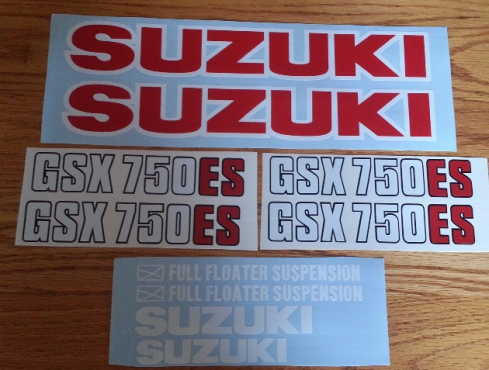 SUZUKI
SUZUKI
GSX 750ES GSX 750ES
GSX 750ES GSX 750ES
FULL FLOATER SUSPENSION
FULL FLOATER SUSPENSION
SUZUKI
SUZUKI